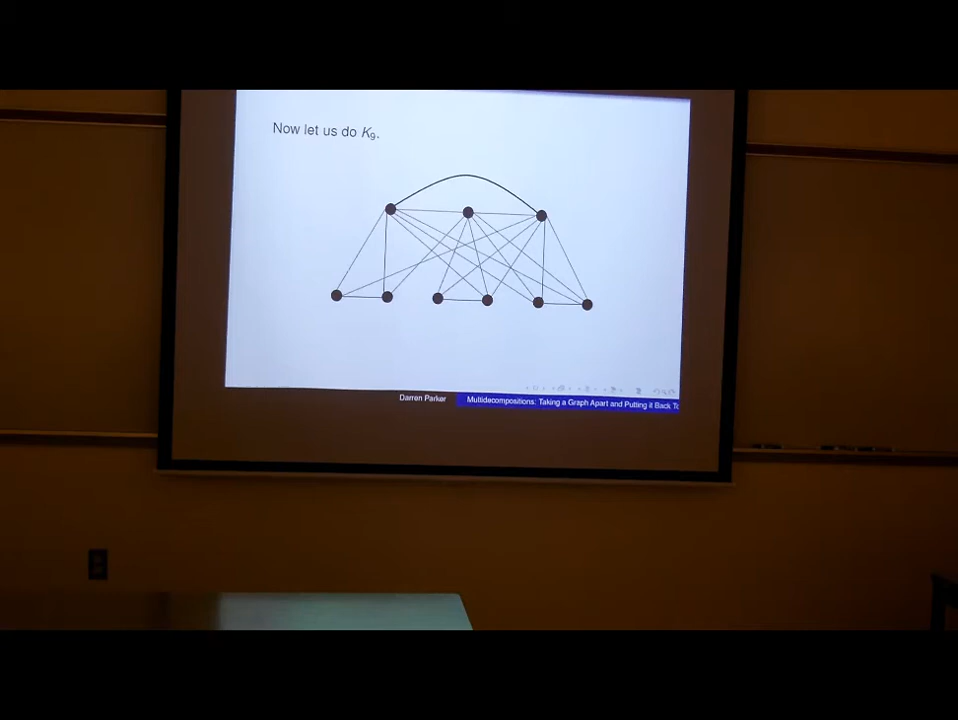 Now let us do K₉.
Darren Parker
Multidecompositions: Taking a Graph Apart and Putting it Back To